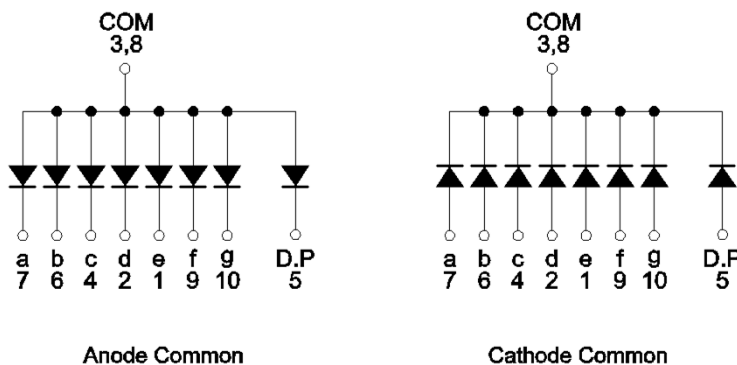 COM
3,8
a b c d e f g D.P
7 6 4 2 1 9 10 5
Anode Common
COM
3,8
a b c d e f g D.P
7 6 4 2 1 9 10 5
Cathode Common